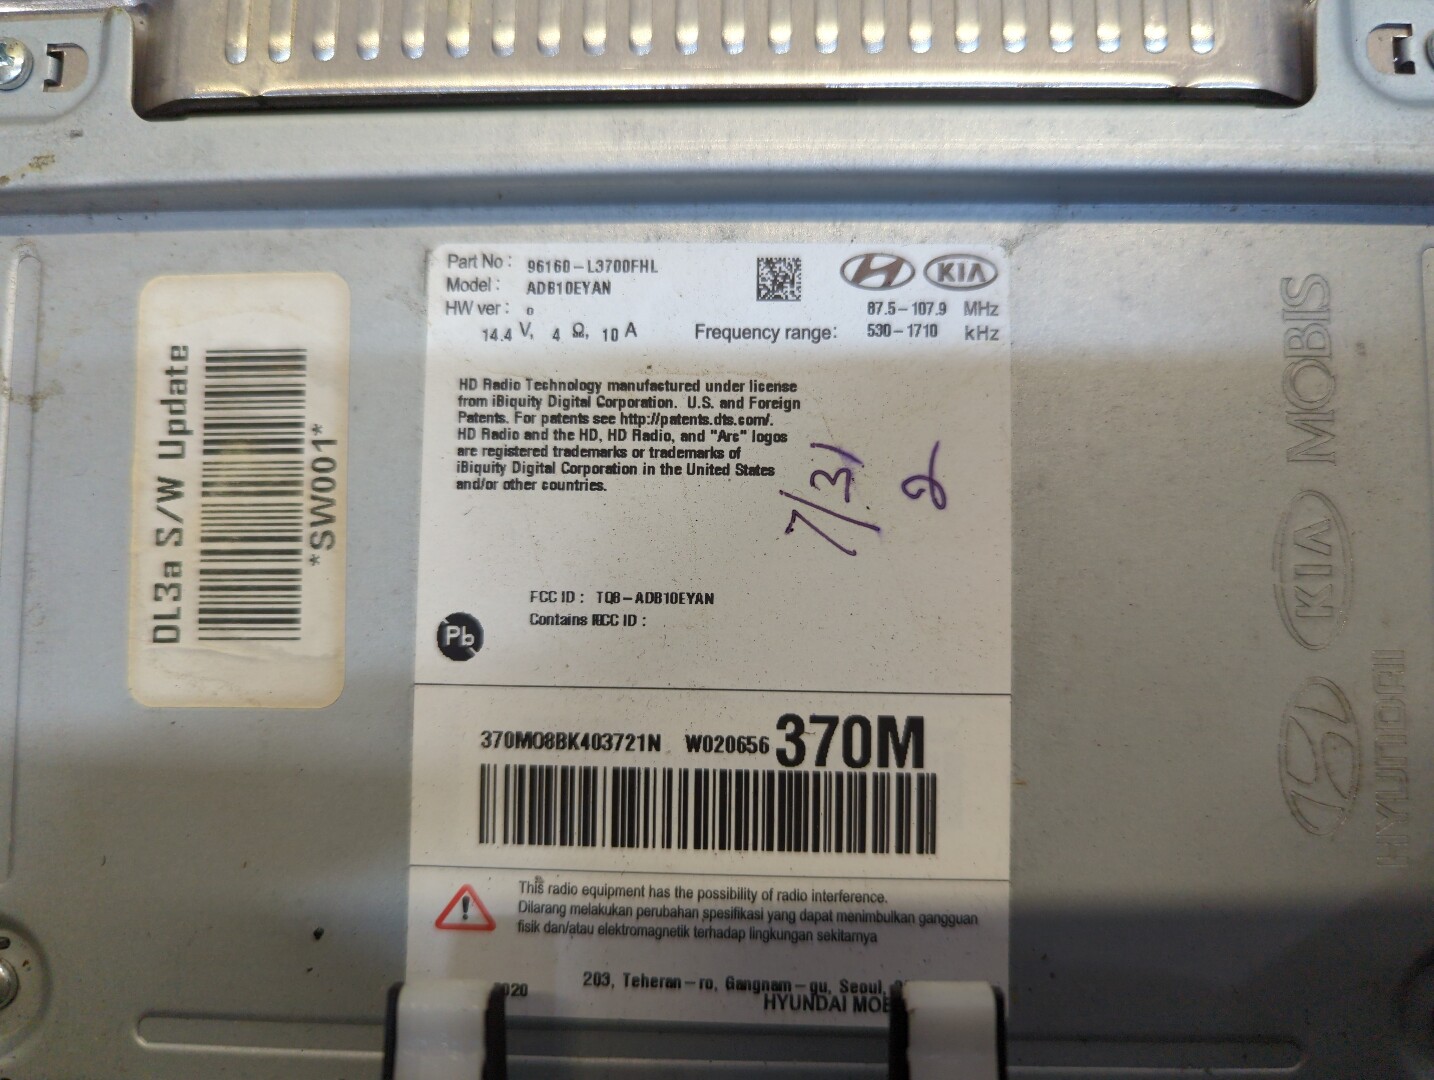 Part No : 96160-L3700FHL
Model : ADB10EYAN
HW ver : 0
14.4 V, 4 Ω, 10 A
HYUNDAI KIA
87.5-107.9 MHz
Frequency range: 530-1710 kHz
HD Radio Technology manufactured under license
from iBiquity Digital Corporation. U.S. and Foreign
Patents. For patents see http://patents.dts.com/.
HD Radio and the HD, HD Radio, and "Arc" logos
are registered trademarks or trademarks of
iBiquity Digital Corporation in the United States
and/or other countries.
7/31
2
FCC ID : TQ8-ADB10EYAN
Contains FCC ID :
Pb
370M08BK403721N W020656 370M
This radio equipment has the possibility of radio interference.
Dilarang melakukan perubahan spesifikasi yang dapat menimbulkan gangguan
fisik dan/atau elektromagnetik terhadap lingkungan sekitarnya
203, Teheran-ro, Gangnam-gu, Seoul,
HYUNDAI
DL3a S/W Update
*SW001*
HYUNDAI KIA MOBIS